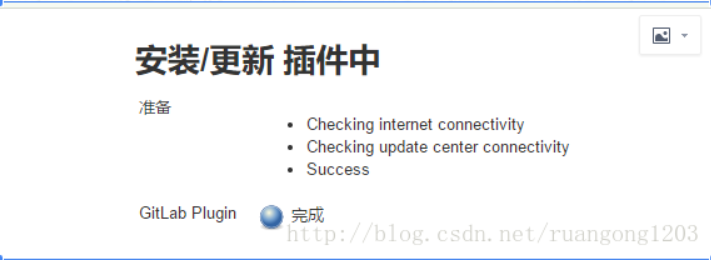 安装/更新 插件中
准备
Checking internet connectivity
Checking update center connectivity
Success
GitLab Plugin 完成
http://blog.csdn.net/ruangong1203